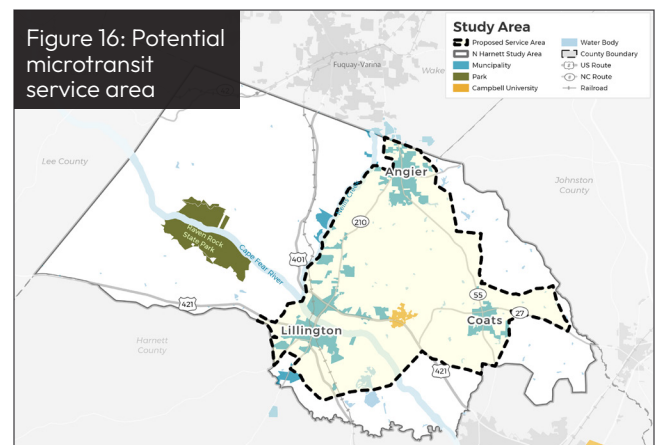 Figure 16: Potential
microtransit
service area
Study Area
Proposed Service Area
N Harnett Study Area
Muncipality
Park
Campbell University
Water Body
County Boundary
US Route
NC Route
Railroad
Fuquay-Varina
Wake
Lee County
Johnston
County
Angier
210
Raven Rock
State Park
Cape Fear River
401
421
55
27
Coats
Lillington
Harnett
County
421